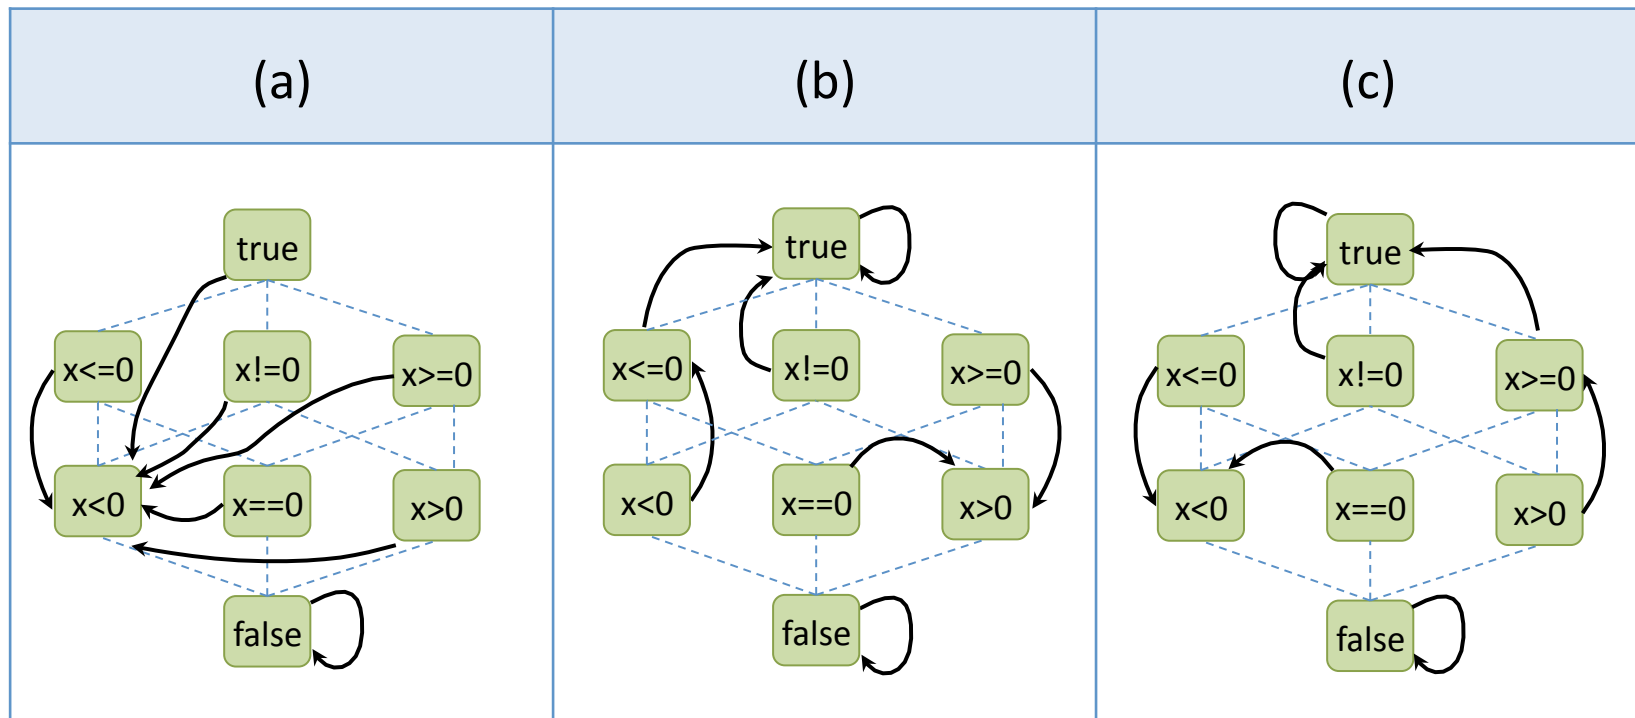 (a)
(b)
(c)
true
x<=0
x!=0
x>=0
x<0
x==0
x>0
false
true
x<=0
x!=0
x>=0
x<0
x==0
x>0
false
true
x<=0
x!=0
x>=0
x<0
x==0
x>0
false